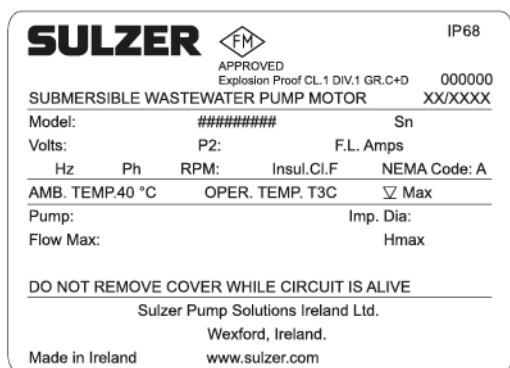 SULZER FM IP68
APPROVED
Explosion Proof CL.1 DIV.1 GR.C+D 000000
SUBMERSIBLE WASTEWATER PUMP MOTOR XX/XXXX
Model: ######### Sn
Volts: P2: F.L. Amps
Hz Ph RPM: Insul.Cl.F NEMA Code: A
AMB. TEMP.40 °C OPER. TEMP. T3C Max
Pump: Imp. Dia:
Flow Max: Hmax
DO NOT REMOVE COVER WHILE CIRCUIT IS ALIVE
Sulzer Pump Solutions Ireland Ltd.
Wexford, Ireland.
Made in Ireland www.sulzer.com